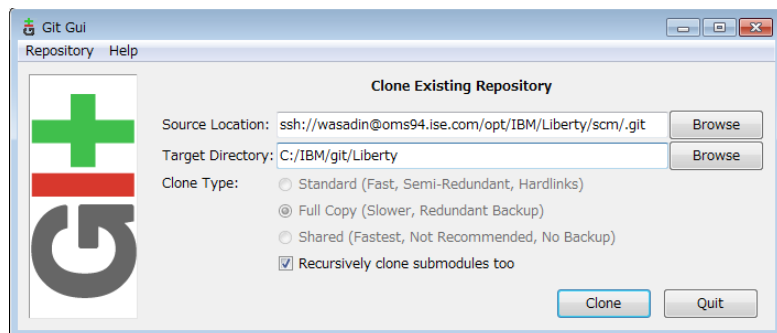 Git Gui
Repository Help
GIT
Clone Existing Repository
Source Location: ssh://wasadin@oms94.ise.com/opt/IBM/Liberty/scm/.git Browse
Target Directory: C:/IBM/git/Liberty Browse
Clone Type: Standard (Fast, Semi-Redundant, Hardlinks)
Full Copy (Slower, Redundant Backup)
Shared (Fastest, Not Recommended, No Backup)
Recursively clone submodules too
Clone Quit